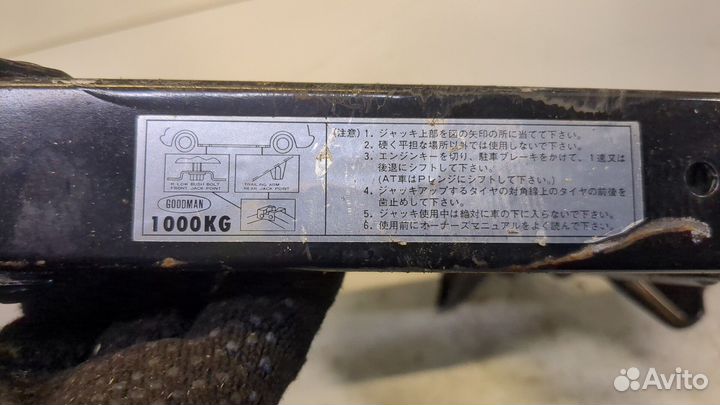 R. LOW BUSH BOLT
FRONT JACK POINT
TRAILING ARM
REAR JACK POINT
GOODMAN
1000KG
(注意) 1. ジャッキ上部を図の矢印の所に当てて下さい。
2. 硬く平担な場所以外では使用しないで下さい。
3. エンジンキーを切り、駐車ブレーキをかけて、1速又は
後退にシフトして下さい。
(AT車はPレンジにシフトして下さい。)
4. ジャッキアップするタイヤの対角線上のタイヤの前後を
歯止めして下さい。
5. ジャッキ使用中は絶対に車の下に入らないで下さい。
6. 使用前にオーナーズマニュアルをよく読んで下さい。
Avito